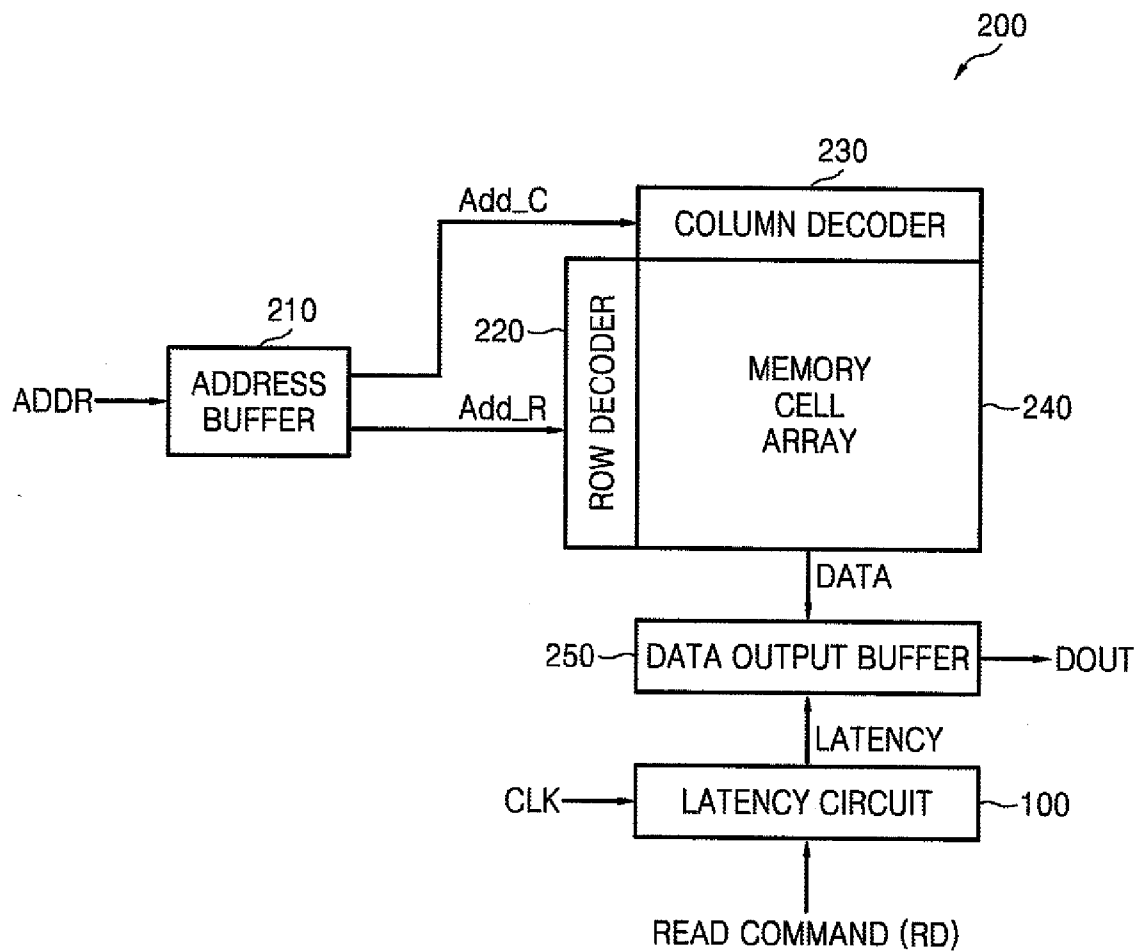 200
230
Add_C
COLUMN DECODER
210
220
ROW DECODER
ADDR
ADDRESS
BUFFER
Add_R
MEMORY
CELL
ARRAY
240
DATA
250
DATA OUTPUT BUFFER
DOUT
LATENCY
CLK
LATENCY CIRCUIT
100
READ COMMAND (RD)